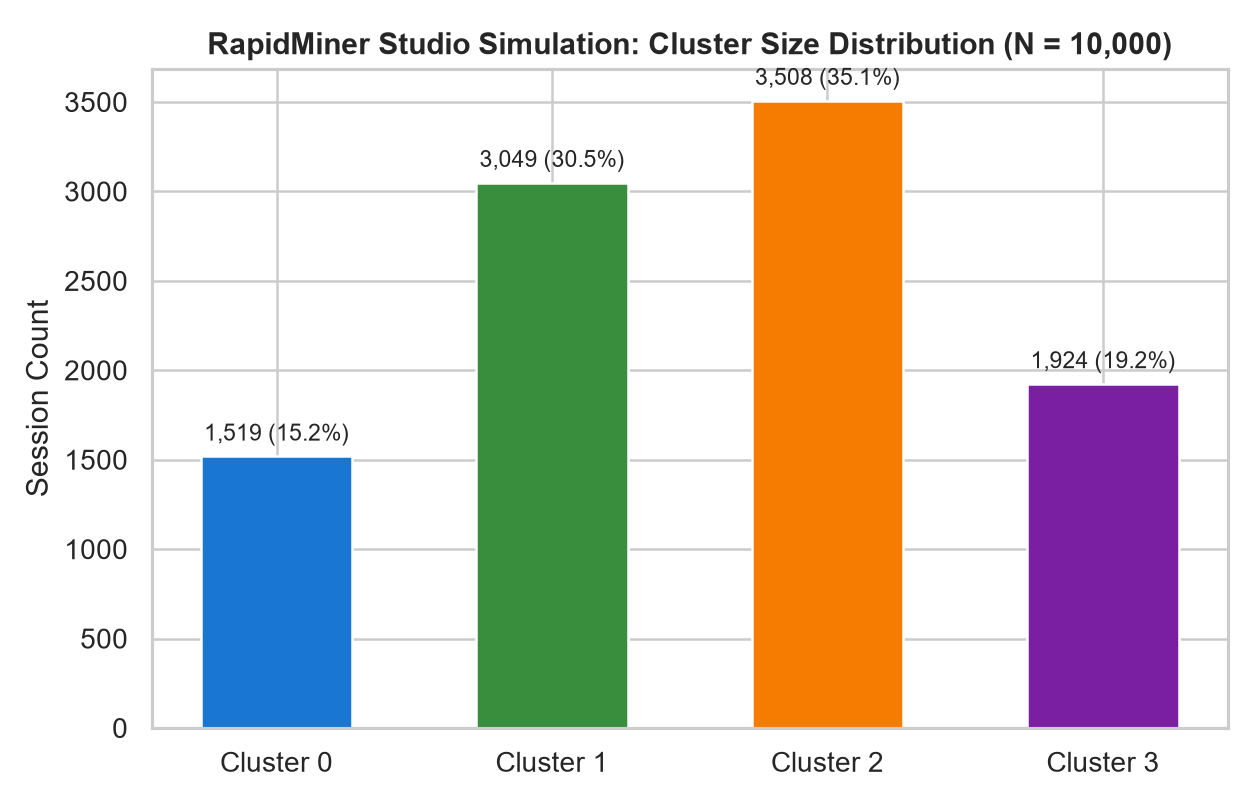 RapidMiner Studio Simulation: Cluster Size Distribution (N = 10,000)
Session Count
3500
3000
2500
2000
1500
1000
500
0
1,519 (15.2%)
3,049 (30.5%)
3,508 (35.1%)
1,924 (19.2%)
Cluster 0
Cluster 1
Cluster 2
Cluster 3